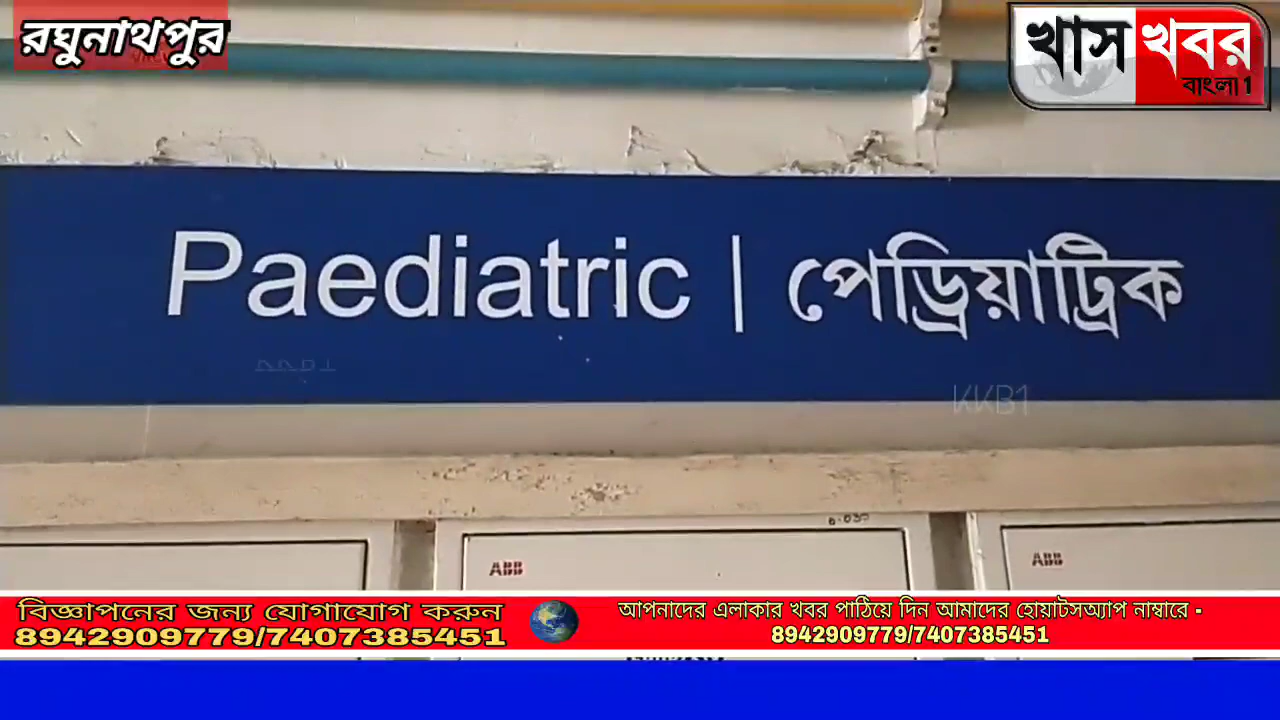 রঘুনাথপুর
খাস খবর
বাংলা 1
Paediatric | পেড্রিয়াট্রিক
KKB1
ABB
ABB
বিজ্ঞাপনের জন্য যোগাযোগ করুন
8942909779/7407385451
আপনাদের এলাকার খবর পাঠিয়ে দিন আমাদের হোয়াটসঅ্যাপ নাম্বারে -
8942909779/7407385451